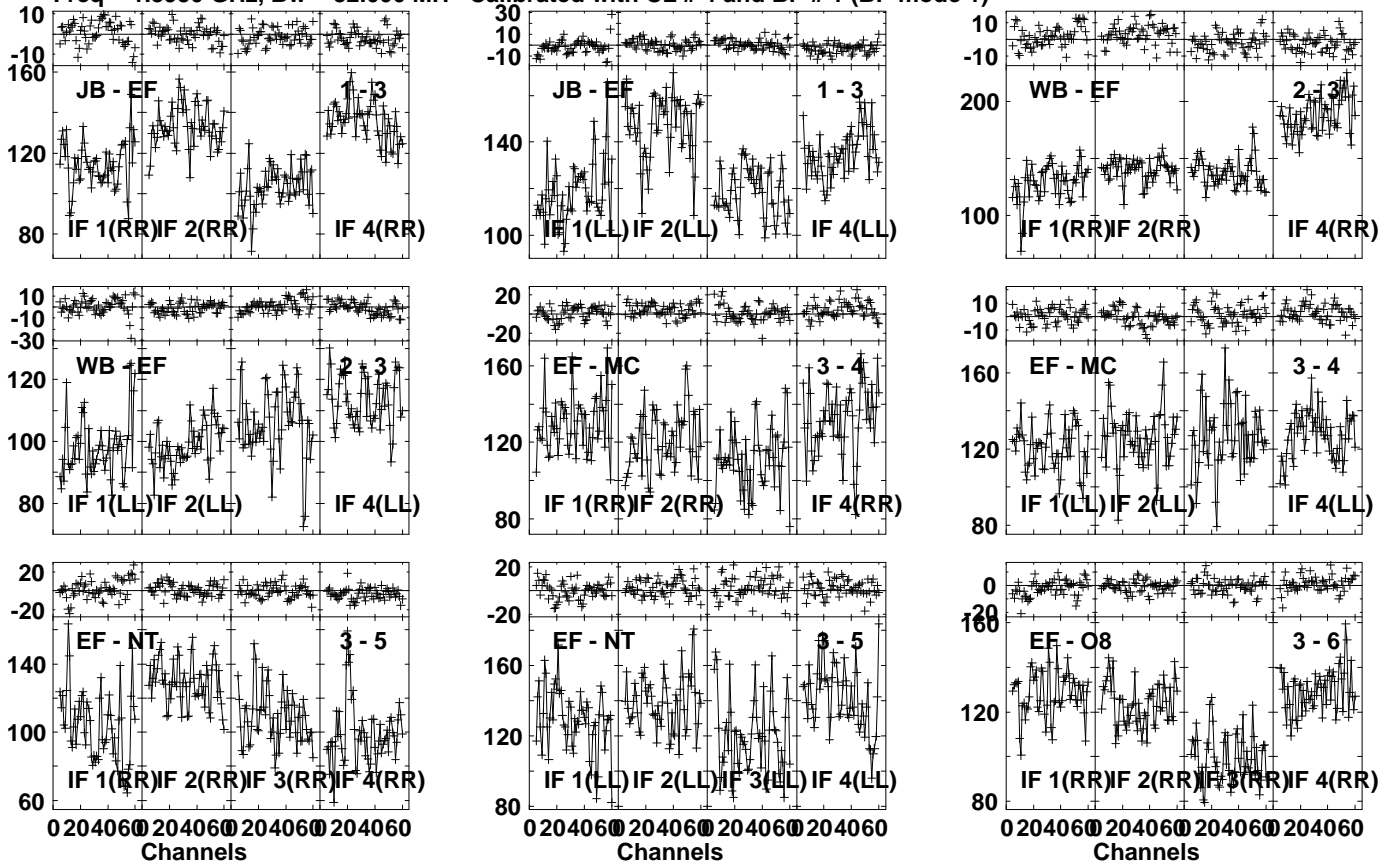 10
-10
160
120
80
JB - EF
1 - 3
IF 1(RR)
IF 2(RR)
IF 4(RR)
30
10
-10
140
100
JB - EF
1 - 3
IF 1(LL)
IF 2(LL)
IF 4(LL)
10
-10
200
100
WB - EF
2 - 3
IF 1(RR)
IF 2(RR)
IF 4(RR)
10
-10
-30
120
100
80
WB - EF
2 - 3
IF 1(LL)
IF 2(LL)
IF 4(LL)
20
-20
160
120
80
EF - MC
3 - 4
IF 1(RR)
IF 2(RR)
IF 4(RR)
10
-10
160
120
80
EF - MC
3 - 4
IF 1(LL)
IF 2(LL)
IF 4(LL)
20
-20
140
100
60
EF - NT
3 - 5
IF 1(RR)
IF 2(RR)
IF 3(RR)
IF 4(RR)
0 20 40 60 0 20 40 60 0 20 40 60 0 20 40 60
Channels
20
-20
160
120
80
EF - NT
3 - 5
IF 1(LL)
IF 2(LL)
IF 3(LL)
IF 4(LL)
0 20 40 60 0 20 40 60 0 20 40 60 0 20 40 60
Channels
0
-20
160
120
80
EF - O8
3 - 6
IF 1(RR)
IF 2(RR)
IF 3(RR)
IF 4(RR)
0 20 40 60 0 20 40 60 0 20 40 60 0 20 40 60
Channels